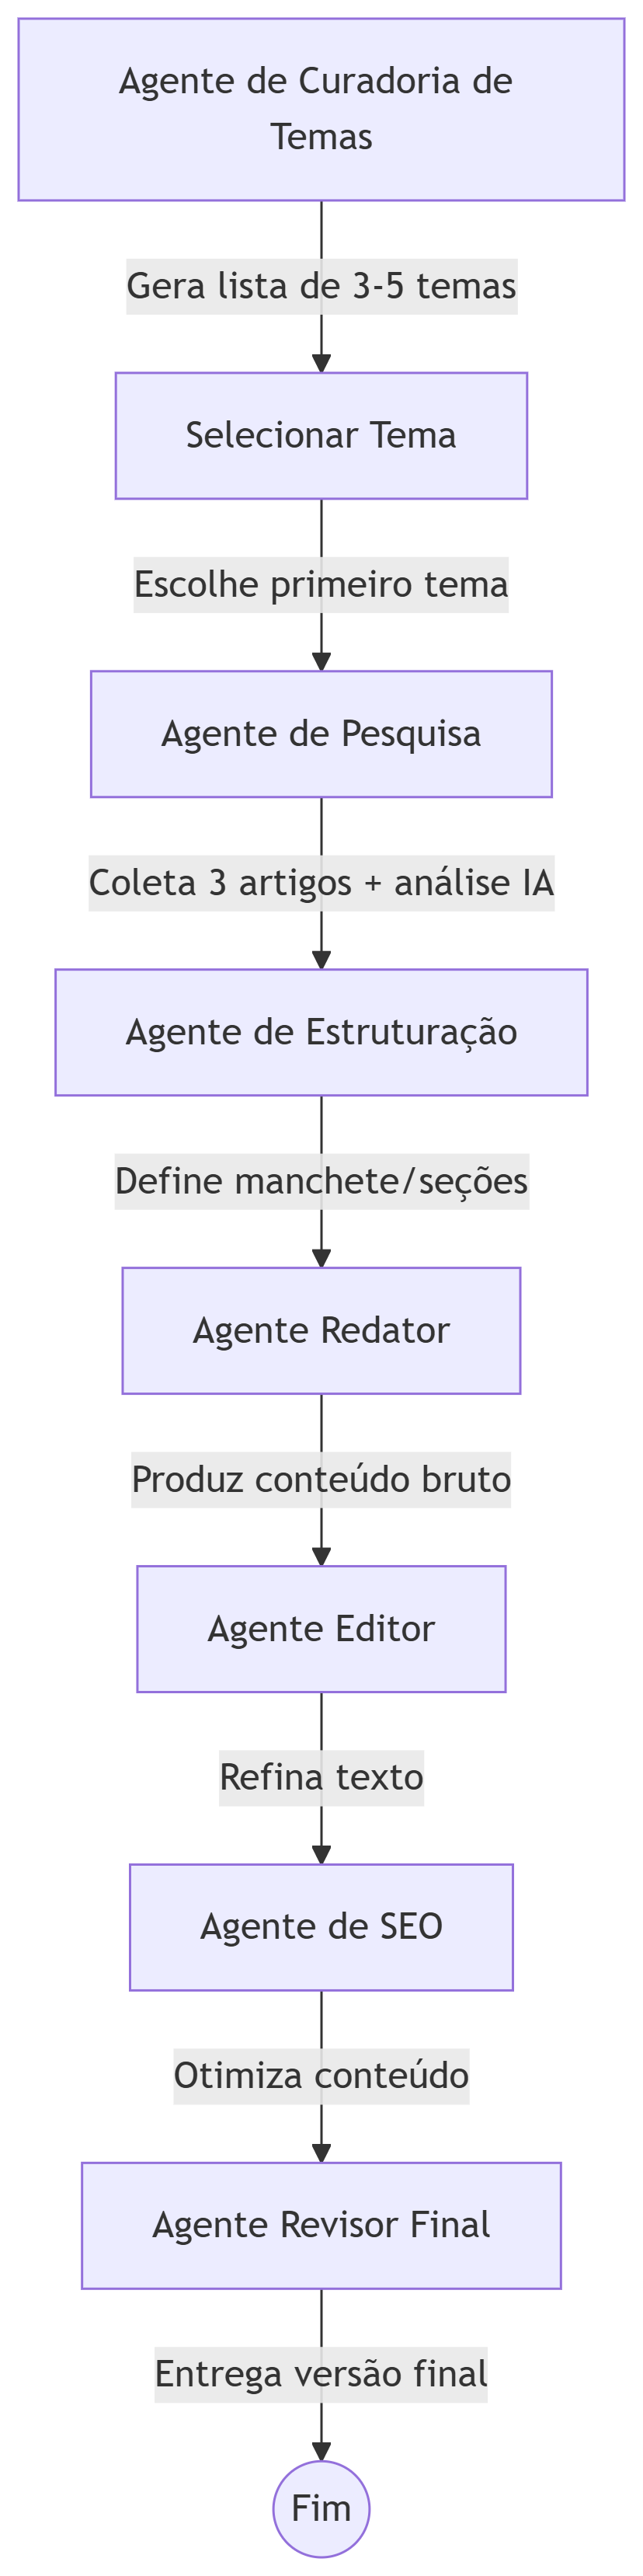 Agente de Curadoria de
Temas
Gera lista de 3-5 temas
Selecionar Tema
Escolhe primeiro tema
Agente de Pesquisa
Coleta 3 artigos + análise IA
Agente de Estruturação
Define manchete/seções
Agente Redator
Produz conteúdo bruto
Agente Editor
Refina texto
Agente de SEO
Otimiza conteúdo
Agente Revisor Final
Entrega versão final
Fim